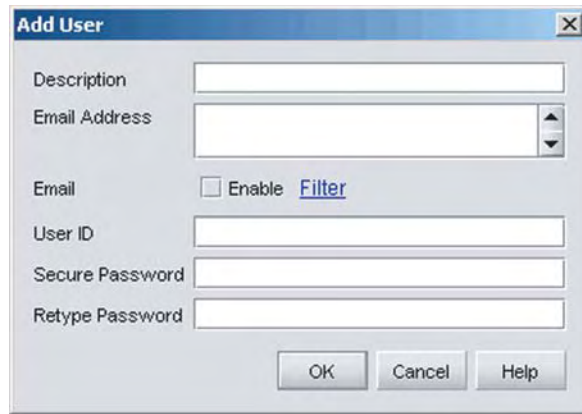 Add User
Description
Email Address
Email Enable Filter
User ID
Secure Password
Retype Password
OK Cancel Help